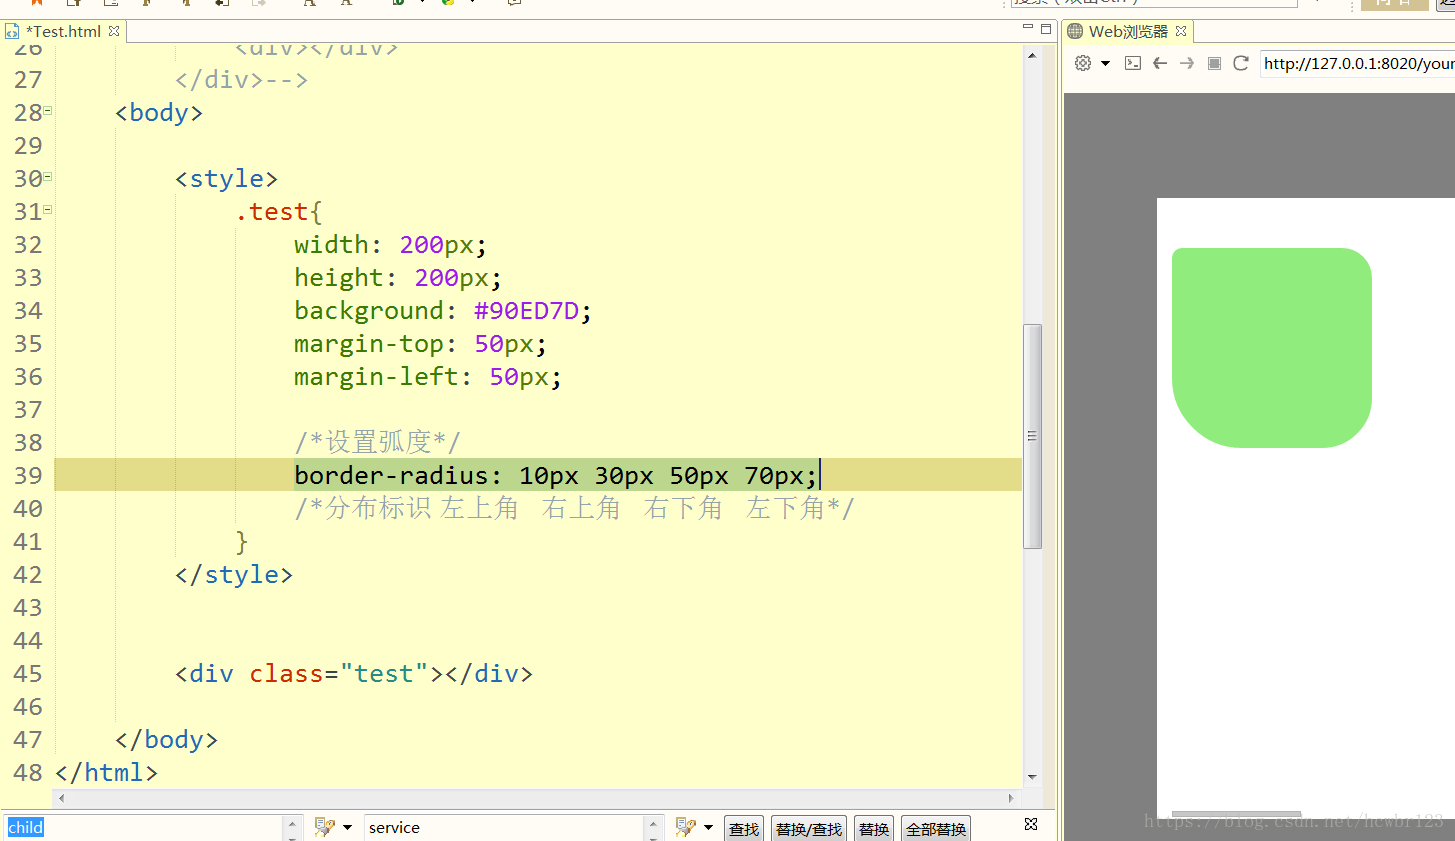 *Test.html
Web浏览器
http://127.0.0.1:8020/your
26 <div></div>
27 </div>-->
28 <body>
29
30 <style>
31 .test{
32 width: 200px;
33 height: 200px;
34 background: #90ED7D;
35 margin-top: 50px;
36 margin-left: 50px;
37
38 /*设置弧度*/
39 border-radius: 10px 30px 50px 70px;
40 /*分布标识 左上角 右上角 右下角 左下角*/
41 }
42 </style>
43
44
45 <div class="test"></div>
46
47 </body>
48 </html>
child service 查找 替换/查找 替换 全部替换
https://blog.csdn.net/hcwbr123